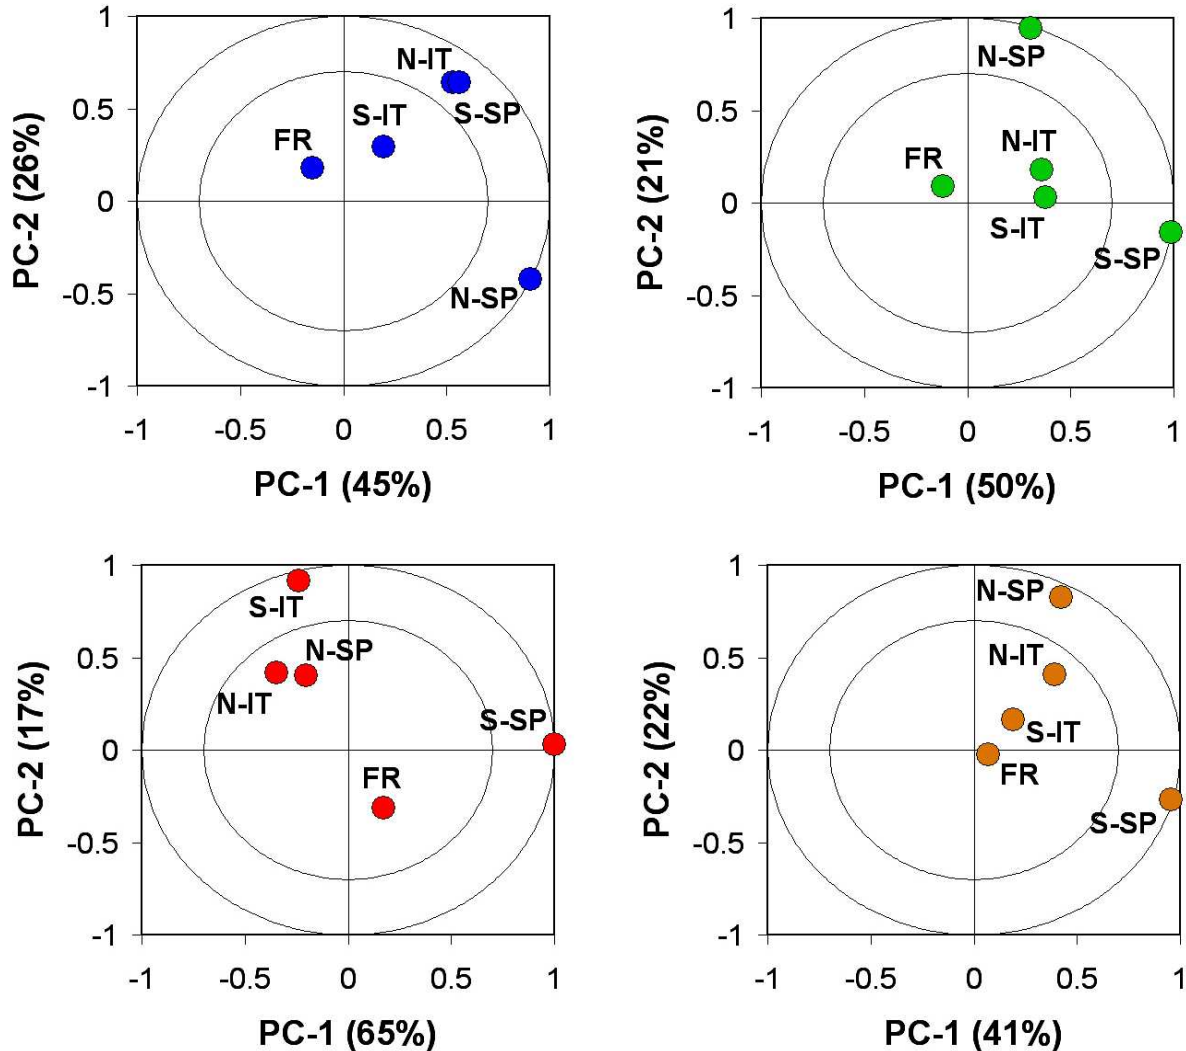 1
N-IT
0.5
S-IT
S-SP
FR
0
-0.5
N-SP
-1
-1
-0.5
0
0.5
1
PC-2 (26%)
PC-1 (45%)
1
N-SP
0.5
N-IT
FR
0
S-IT
S-SP
-0.5
-1
-1
-0.5
0
0.5
1
PC-2 (21%)
PC-1 (50%)
1
S-IT
0.5
N-SP
N-IT
S-SP
0
FR
-0.5
-1
-1
-0.5
0
0.5
1
PC-2 (17%)
PC-1 (65%)
1
N-SP
0.5
N-IT
S-IT
0
FR
S-SP
-0.5
-1
-1
-0.5
0
0.5
1
PC-2 (22%)
PC-1 (41%)